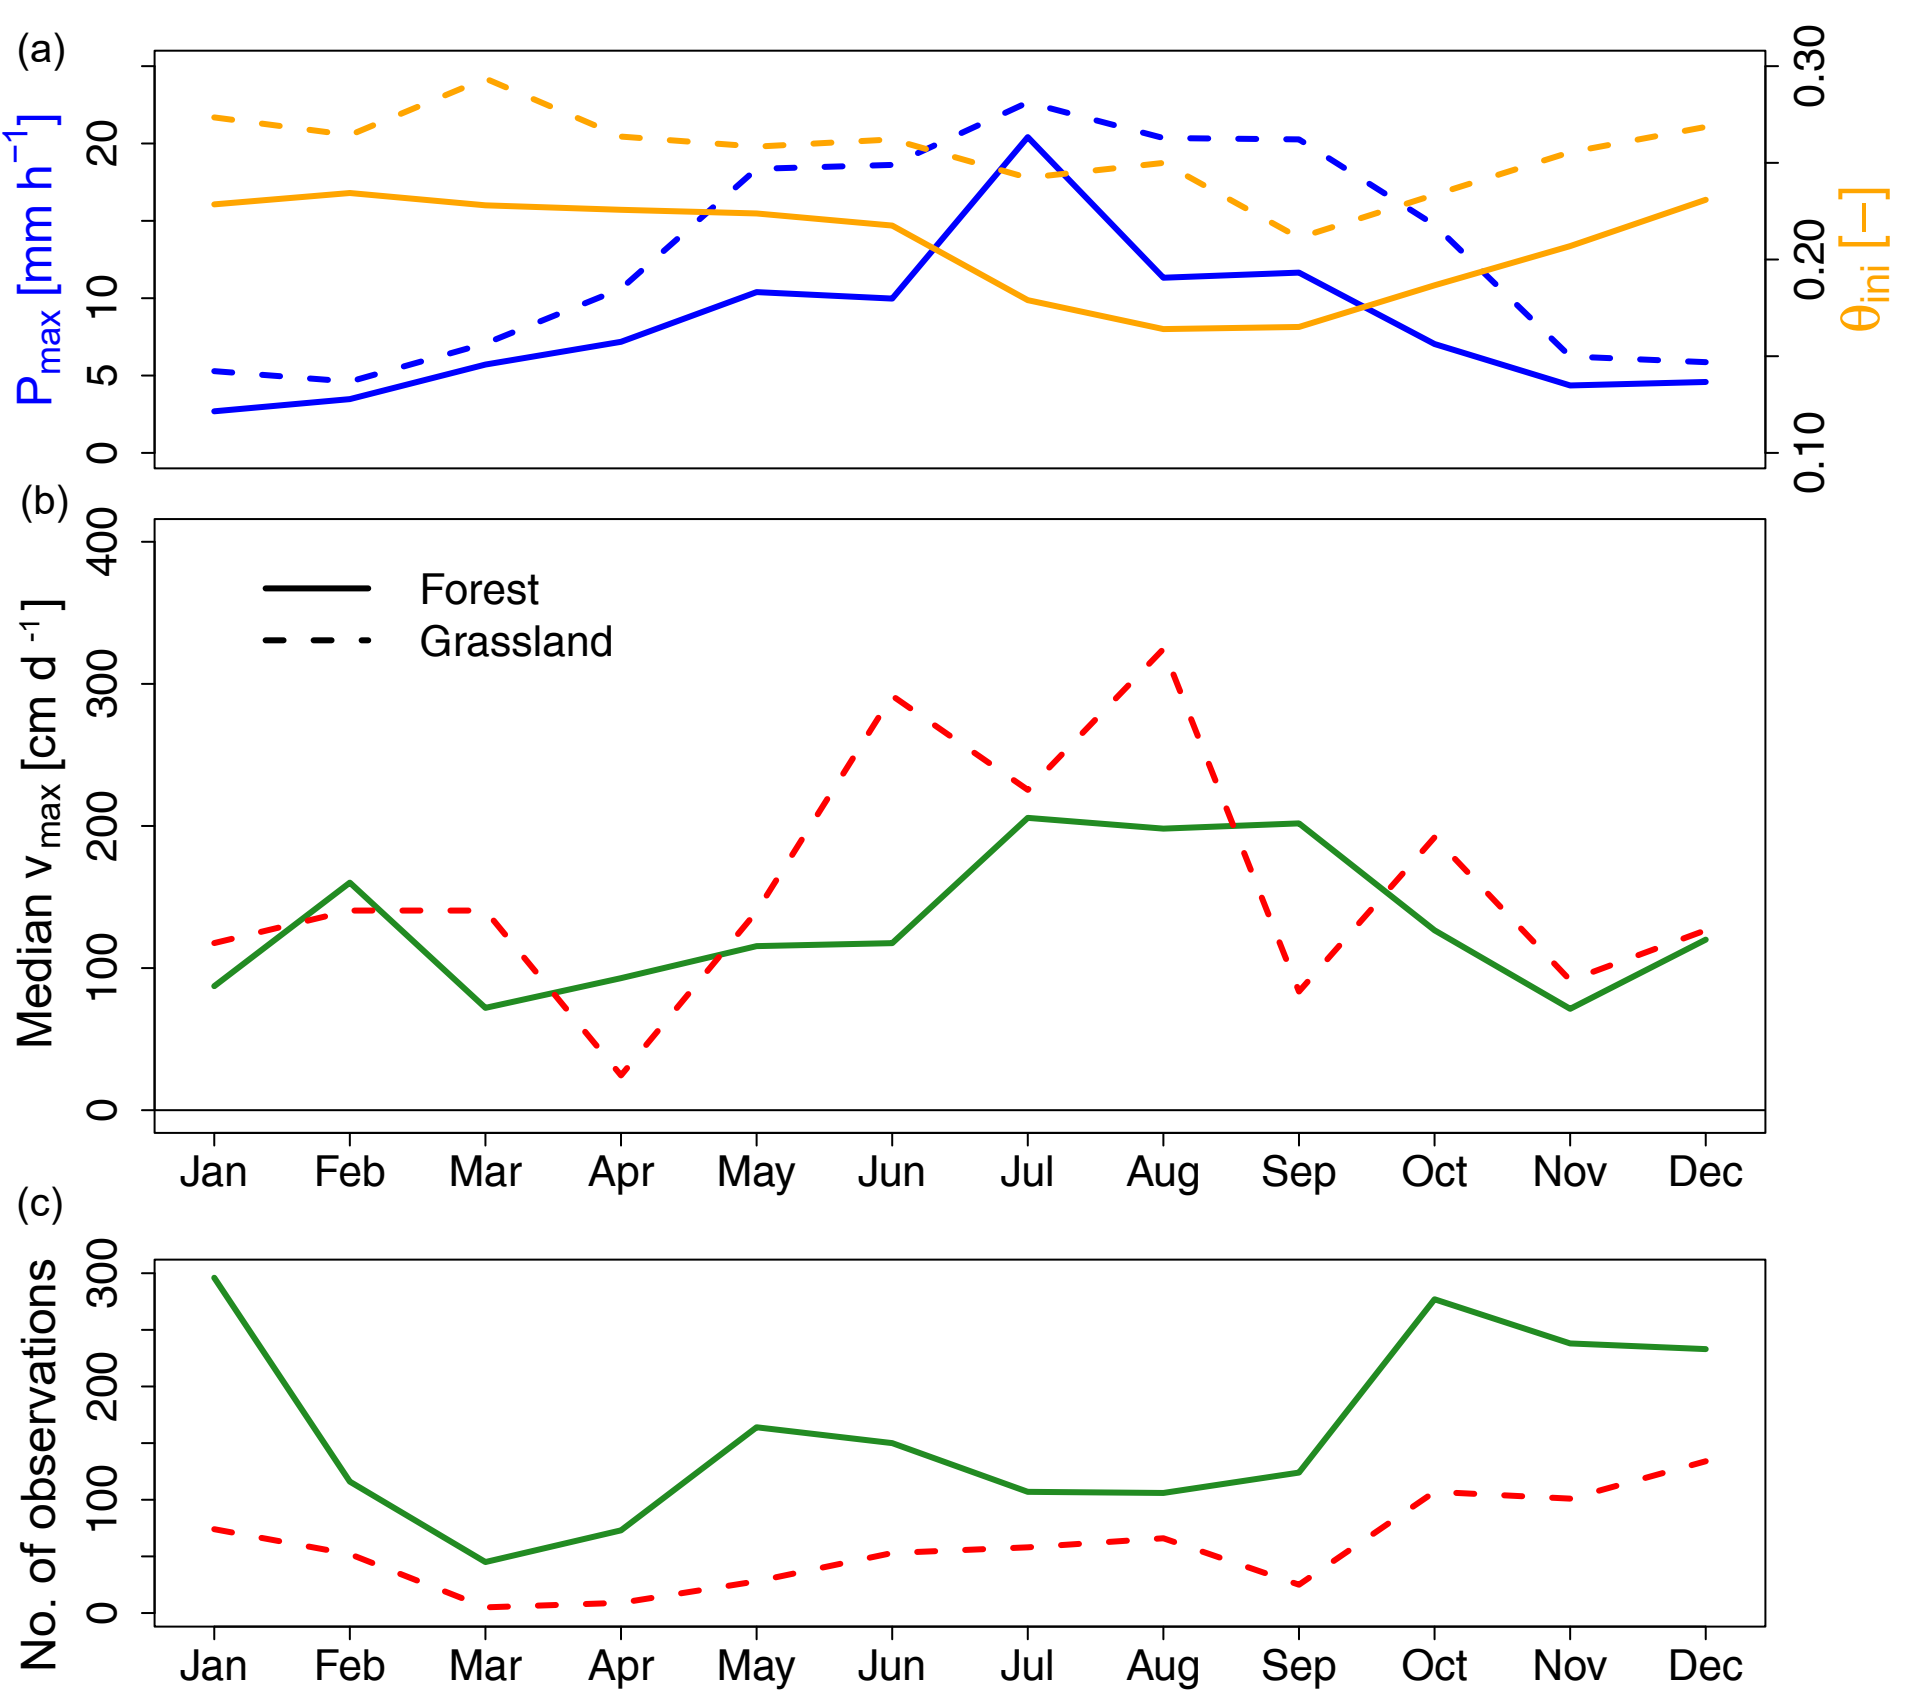 (a)
P_max [mm h⁻¹]
0 5 10 20
0.10 0.20 0.30
θ_ini [−]
(b)
Median v_max [cm d ⁻¹]
0 100 200 300 400
Forest
Grassland
Jan Feb Mar Apr May Jun Jul Aug Sep Oct Nov Dec
(c)
No. of observations
0 100 200 300
Jan Feb Mar Apr May Jun Jul Aug Sep Oct Nov Dec